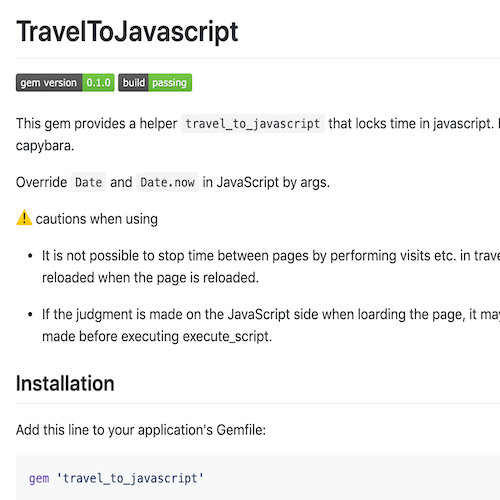 TravelToJavascript
gem version 0.1.0 build passing
This gem provides a helper travel_to_javascript that locks time in javascript.
capybara.
Override Date and Date.now in JavaScript by args.
⚠️ cautions when using
• It is not possible to stop time between pages by performing visits etc. in
reloaded when the page is reloaded.
• If the judgment is made on the JavaScript side when loarding the page, it
made before executing execute_script.
Installation
Add this line to your application's Gemfile:
gem 'travel_to_javascript'